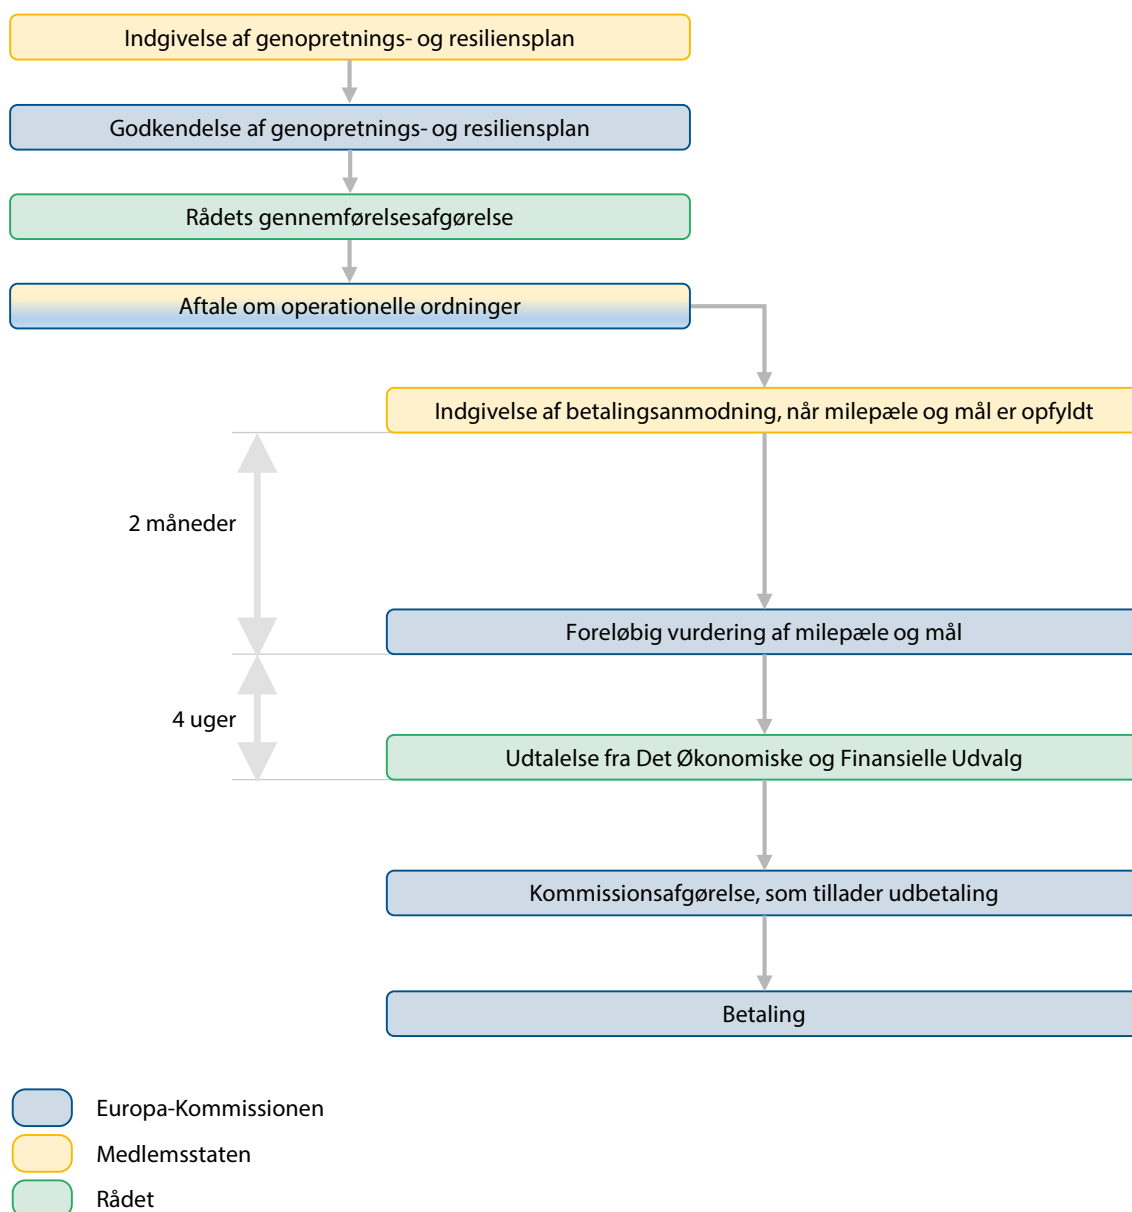 Indgivelse af genopretnings- og resiliensplan
Godkendelse af genopretnings- og resiliensplan
Rådets gennemførelsesafgørelse
Aftale om operationelle ordninger
Indgivelse af betalingsanmodning, når milepæle og mål er opfyldt
2 måneder
Foreløbig vurdering af milepæle og mål
4 uger
Udtalelse fra Det Økonomiske og Finansielle Udvalg
Kommissionsafgørelse, som tillader udbetaling
Betaling
Europa-Kommissionen
Medlemsstaten
Rådet